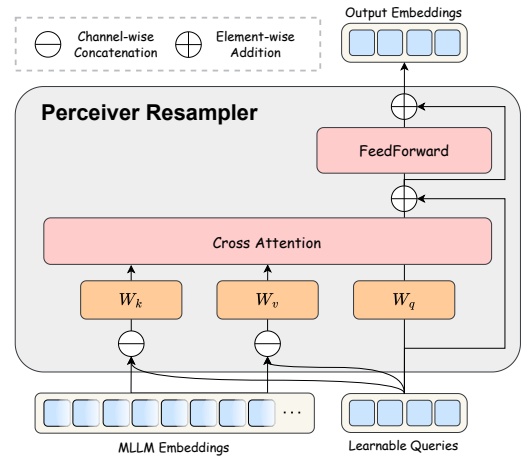 Output Embeddings
Channel-wise
Concatenation
Element-wise
Addition
Perceiver Resampler
FeedForward
Cross Attention
W_k
W_v
W_q
...
MLLM Embeddings
Learnable Queries